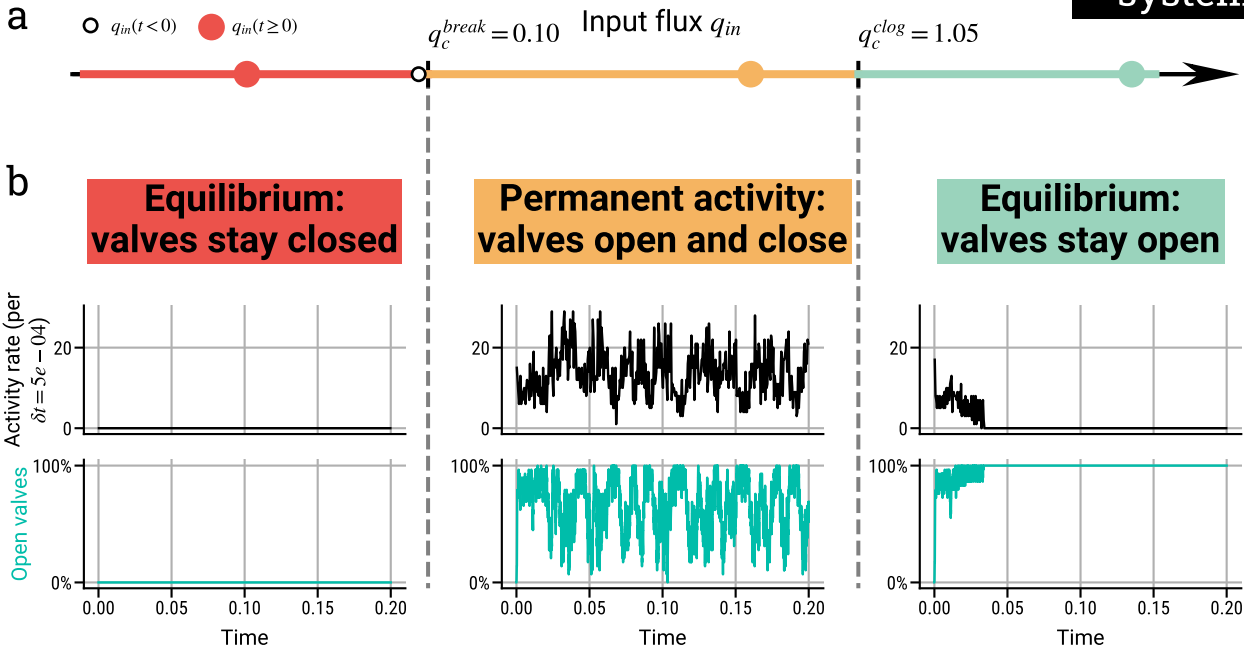 a
system
q_in(t<0)
q_in(t≥0)
q_c^break = 0.10
Input flux q_in
q_c^clog = 1.05
b
Equilibrium:
valves stay closed
Permanent activity:
valves open and close
Equilibrium:
valves stay open
Activity rate (per
δt = 5e − 04)
20
0
20
0
20
0
Open valves
100%
0%
100%
0%
100%
0%
0.00 0.05 0.10 0.15 0.20
0.00 0.05 0.10 0.15 0.20
0.00 0.05 0.10 0.15 0.20
Time
Time
Time